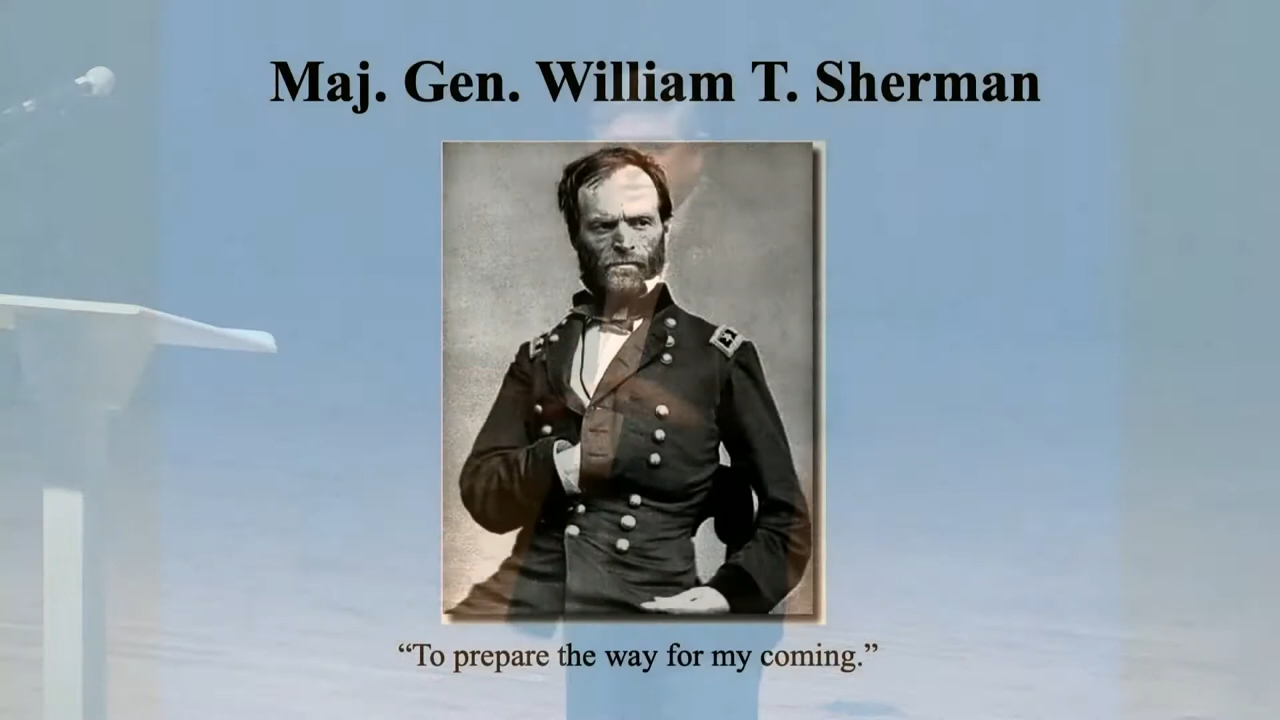 Maj. Gen. William T. Sherman
“To prepare the way for my coming.”